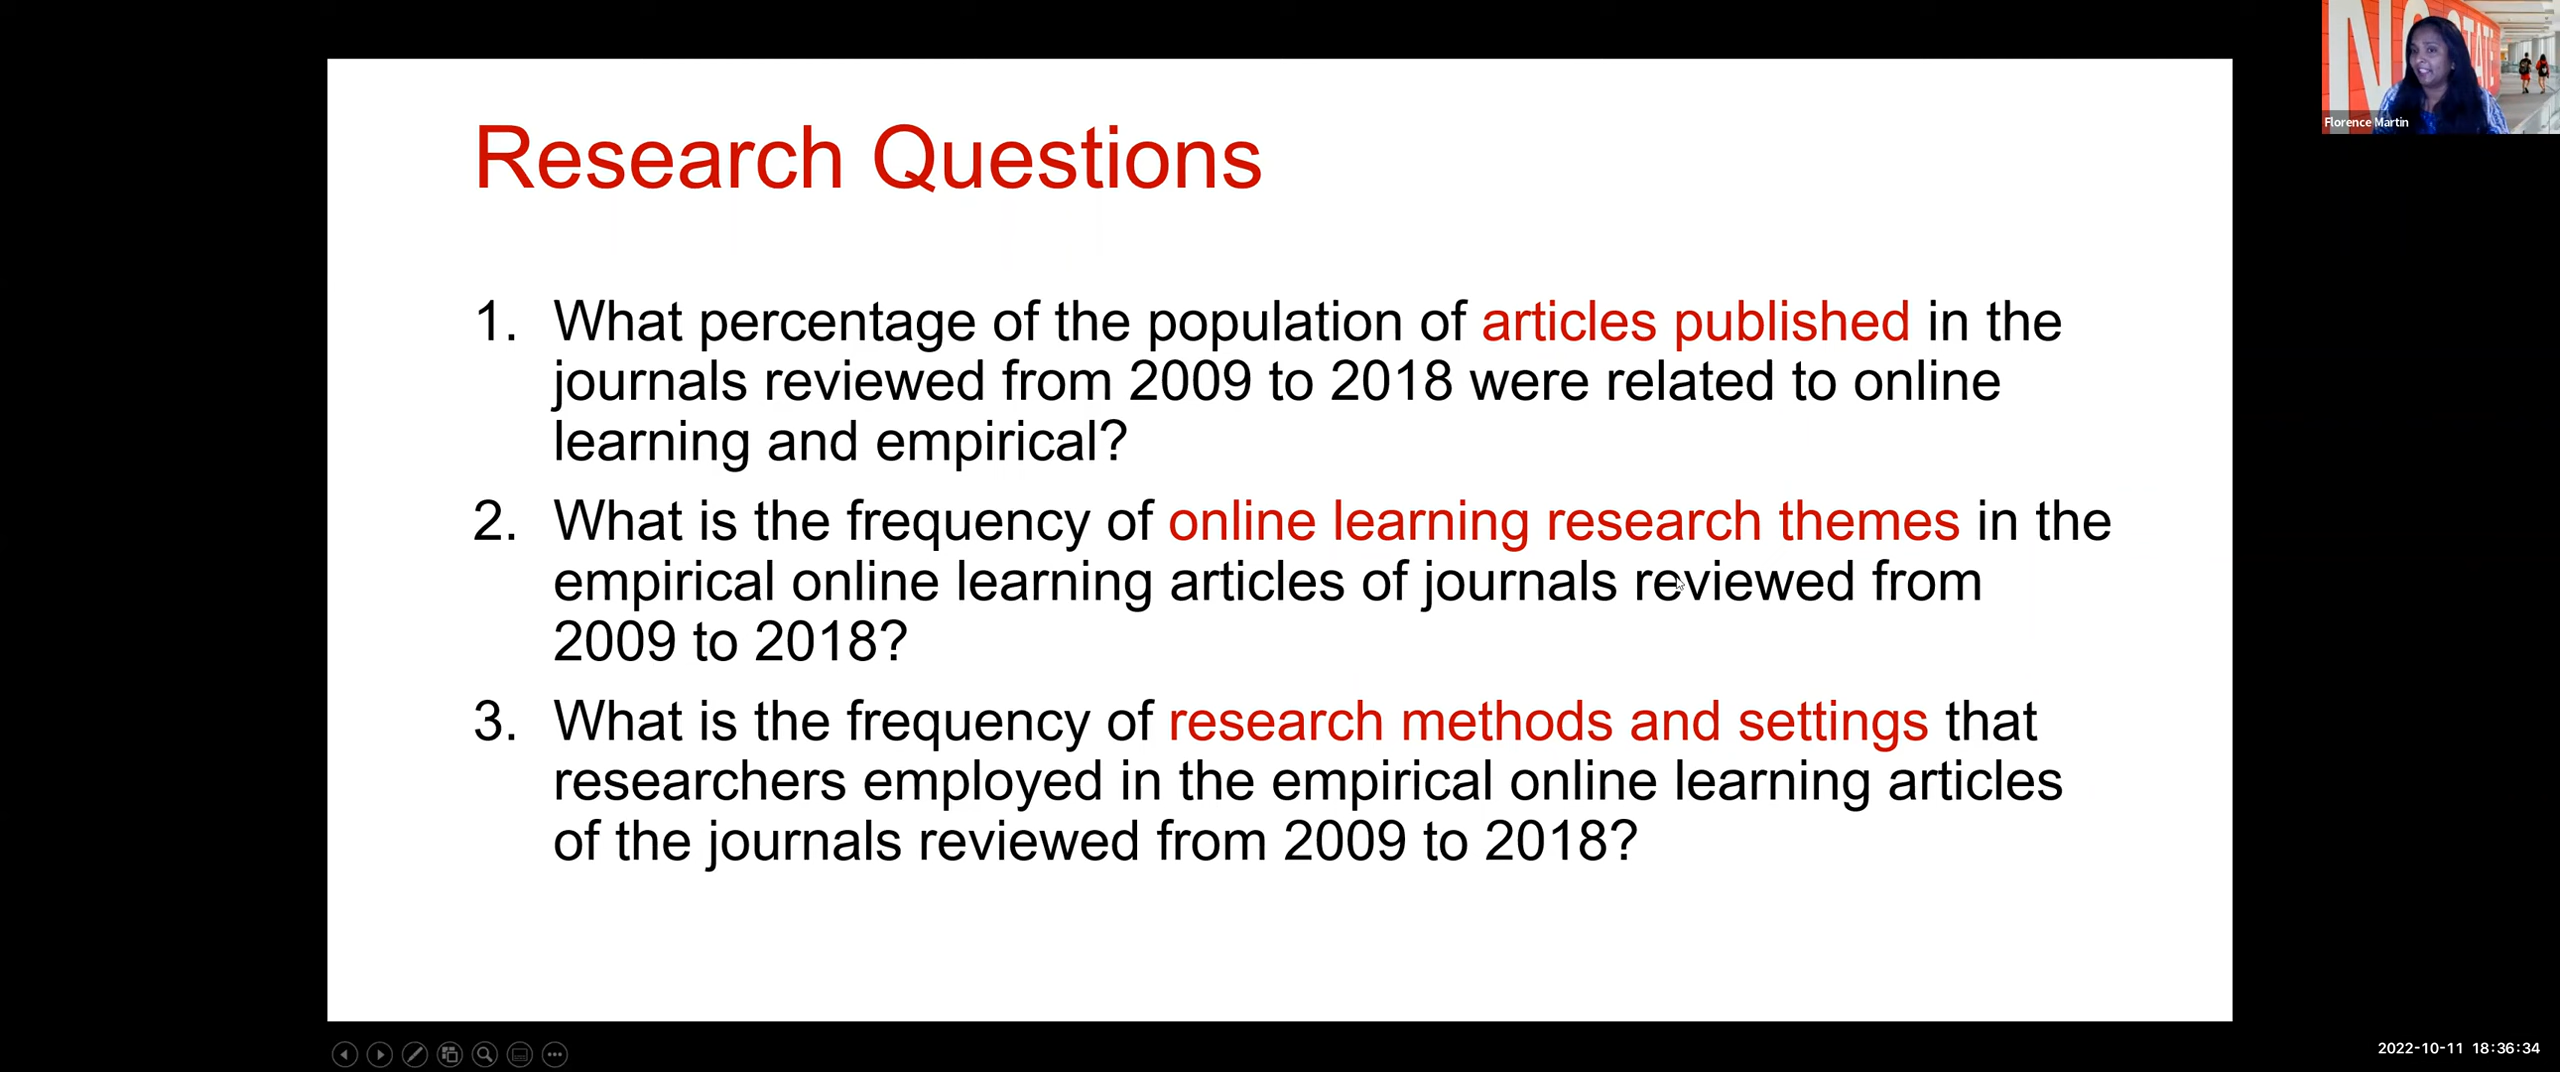 Research Questions
1. What percentage of the population of articles published in the
journals reviewed from 2009 to 2018 were related to online
learning and empirical?
2. What is the frequency of online learning research themes in the
empirical online learning articles of journals reviewed from
2009 to 2018?
3. What is the frequency of research methods and settings that
researchers employed in the empirical online learning articles
of the journals reviewed from 2009 to 2018?
Florence Martin
2022-10-11 18:36:34